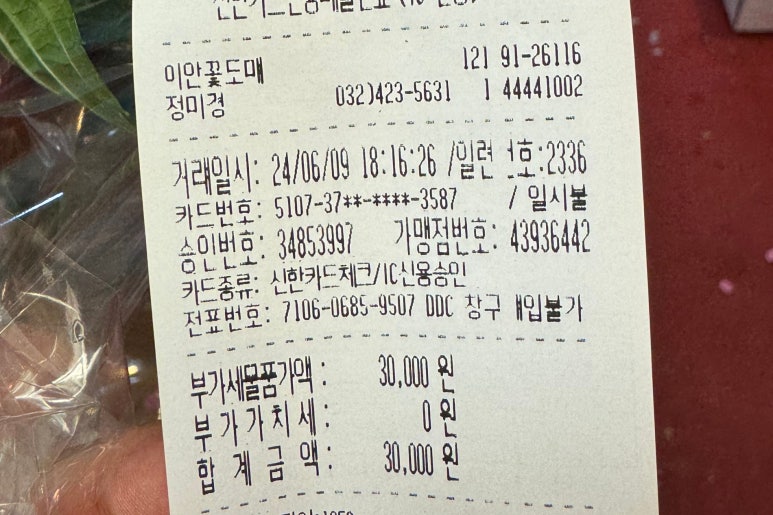 이안꽃도매 121 91-26116
정미경 032)423-5631 1 44441002
거래일시: 24/06/09 18:16:26 /일련 호:2336
카드번호: 5107-37**-****-3587 / 일시불
승인번호: 34853997 가맹점번호: 43936442
카드종류: 신한카드체크/IC신용승인
전표번호: 7106-0685-9507 DDC 창구 매입불가
부가세물품가액: 30,000 원
부 가 가 치 세: 0 원
합 계 금 액: 30,000 원